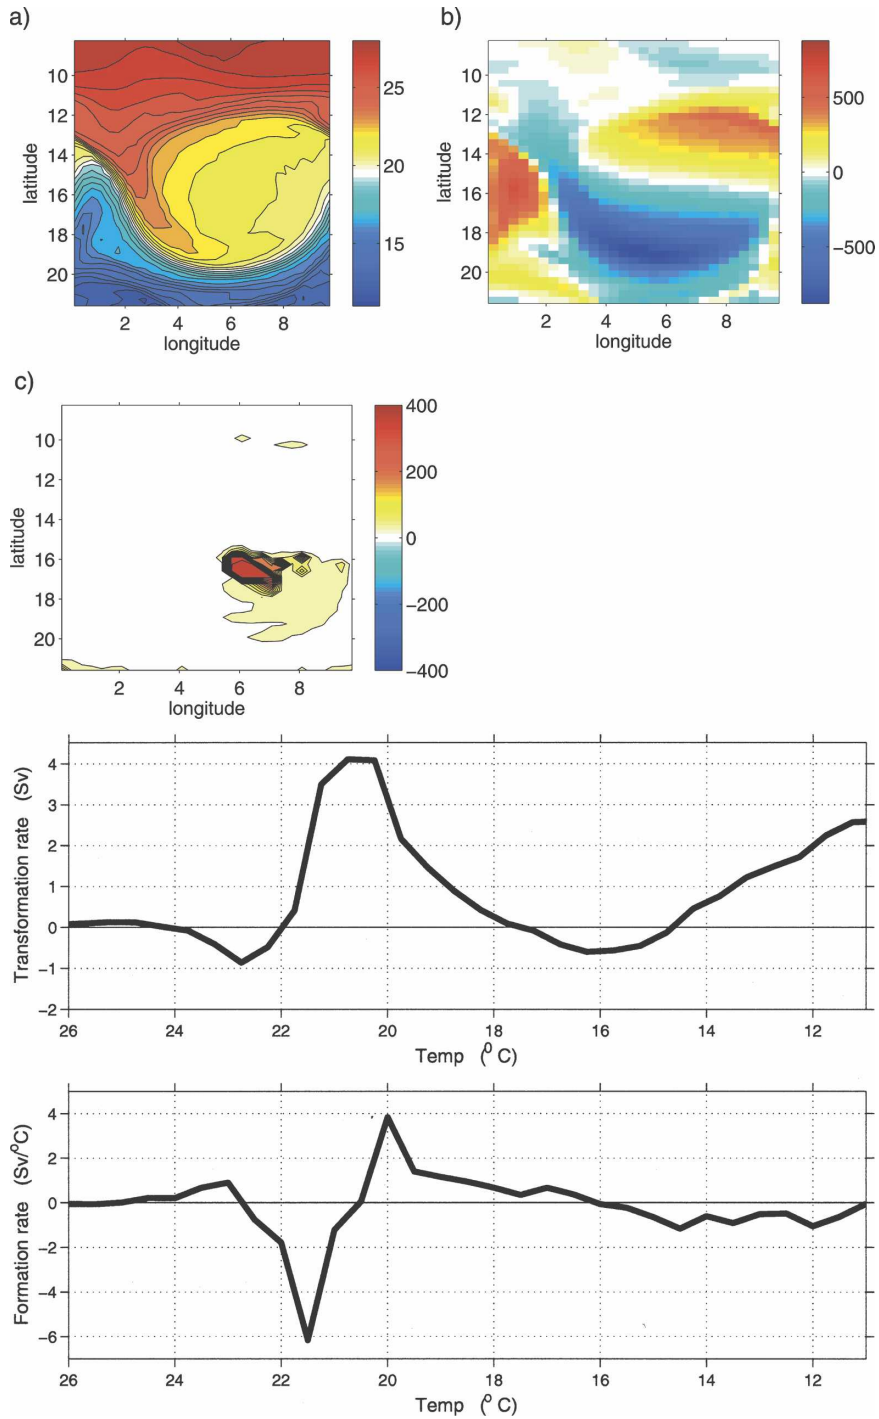 a)
10
12
14
16
18
20
latitude
2 4 6 8
longitude
25
20
15
b)
10
12
14
16
18
20
latitude
2 4 6 8
longitude
500
0
−500
c)
10
12
14
16
18
20
latitude
2 4 6 8
longitude
400
200
0
−200
−400
4
3
2
1
0
−1
−2
Transformation rate (Sv)
26 24 22 20 18 16 14 12
Temp (⁰ C)
4
2
0
−2
−4
−6
Formation rate (Sv/⁰C)
26 24 22 20 18 16 14 12
Temp (⁰ C)